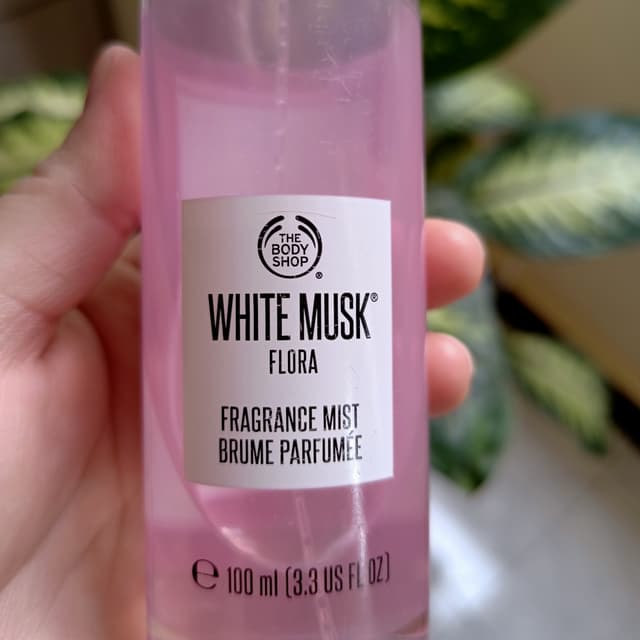 THE
BODY
SHOP
®
WHITE MUSK®
FLORA
FRAGRANCE MIST
BRUME PARFUMÉE
℮ 100 ml (3.3 US FL OZ)